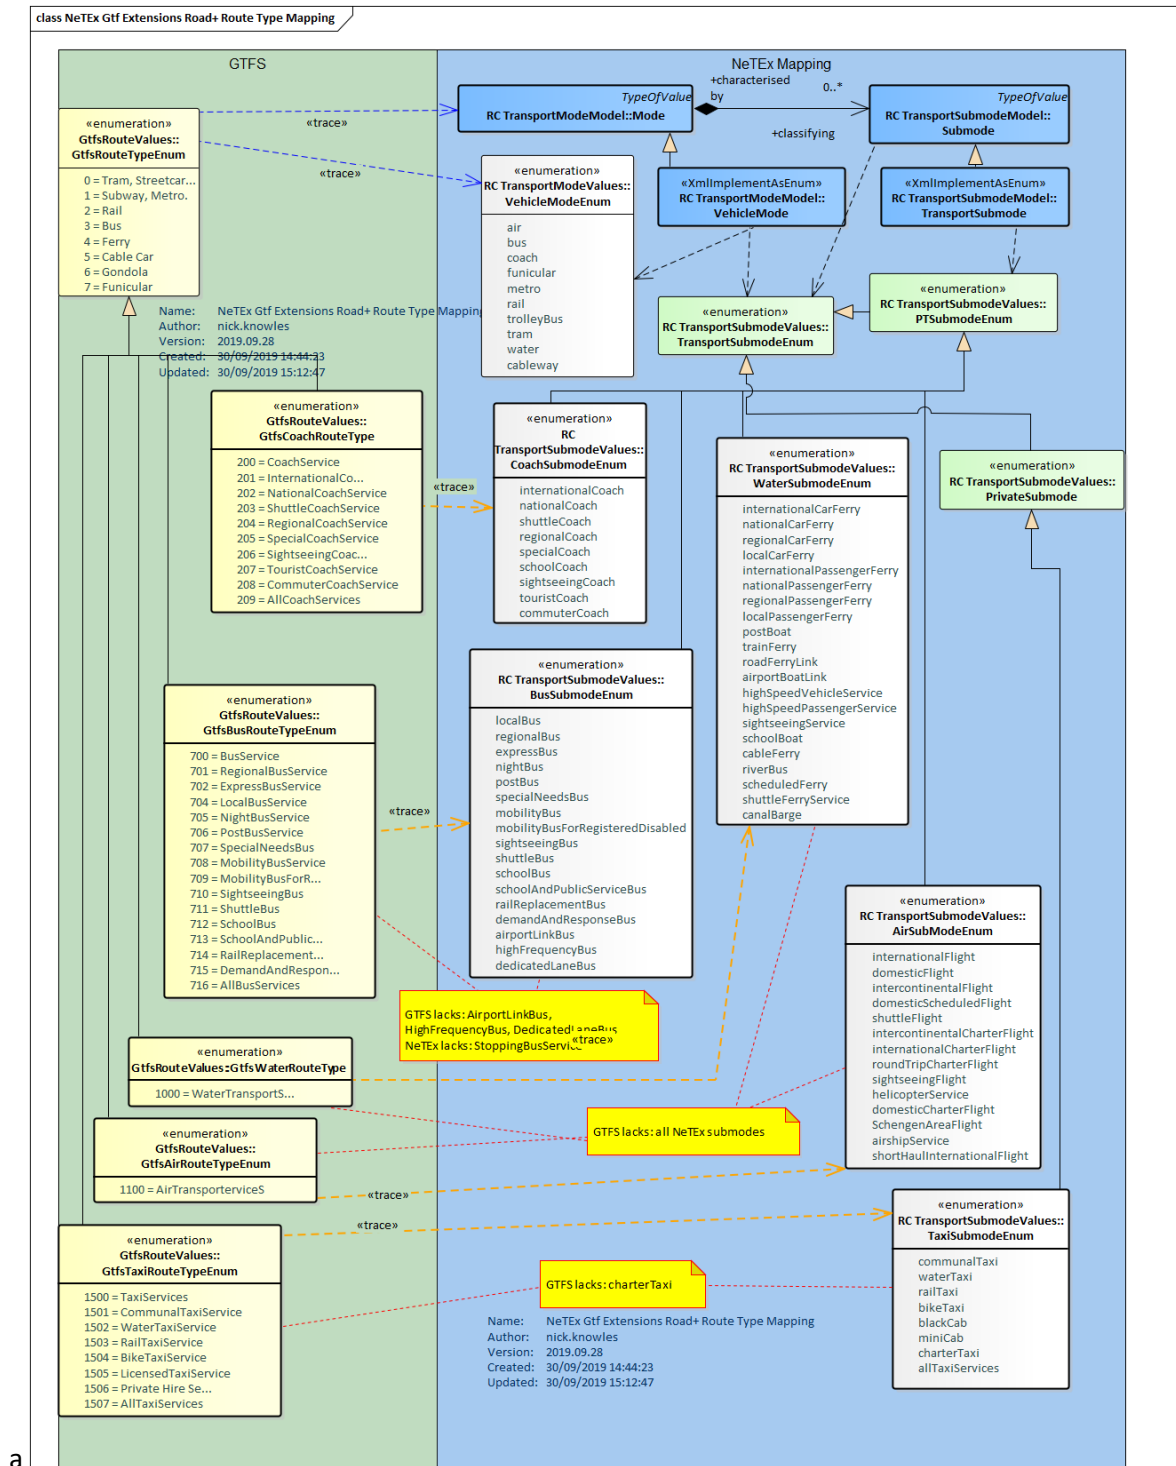 class NeTEx Gtf Extensions Road+ Route Type Mapping
GTFS
«enumeration»
GtfsRouteValues::
GtfsRouteTypeEnum
0 = Tram, Streetcar...
1 = Subway, Metro.
2 = Rail
3 = Bus
4 = Ferry
5 = Cable Car
6 = Gondola
7 = Funicular
«trace»
«trace»
Name: NeTEx Gtf Extensions Road+ Route Type Mapping
Author: nick.knowles
Version: 2019.09.28
Created: 30/09/2019 14:44:23
Updated: 30/09/2019 15:12:47
«enumeration»
GtfsRouteValues::
GtfsCoachRouteType
200 = CoachService
201 = InternationalCo...
202 = NationalCoachService
203 = ShuttleCoachService
204 = RegionalCoachService
205 = SpecialCoachService
206 = SightseeingCoac...
207 = TouristCoachService
208 = CommuterCoachService
209 = AllCoachServices
«trace»
«enumeration»
GtfsRouteValues::
GtfsBusRouteTypeEnum
700 = BusService
701 = RegionalBusService
702 = ExpressBusService
704 = LocalBusService
705 = NightBusService
706 = PostBusService
707 = SpecialNeedsBus
708 = MobilityBusService
709 = MobilityBusForR...
710 = SightseeingBus
711 = ShuttleBus
712 = SchoolBus
713 = SchoolAndPublic...
714 = RailReplacement...
715 = DemandAndRespon...
716 = AllBusServices
«trace»
«enumeration»
GtfsRouteValues::GtfsWaterRouteType
1000 = WaterTransportS...
«enumeration»
GtfsRouteValues::
GtfsAirRouteTypeEnum
1100 = AirTransporterviceS
«trace»
«enumeration»
GtfsRouteValues::
GtfsTaxiRouteTypeEnum
1500 = TaxiServices
1501 = CommunalTaxiService
1502 = WaterTaxiService
1503 = RailTaxiService
1504 = BikeTaxiService
1505 = LicensedTaxiService
1506 = Private Hire Se...
1507 = AllTaxiServices
«trace»
NeTEx Mapping
TypeOfValue
RC TransportModeModel::Mode
+characterised
by
0..*
+classifying
TypeOfValue
RC TransportSubmodeModel::
Submode
«enumeration»
RC TransportModeValues::
VehicleModeEnum
air
bus
coach
funicular
metro
rail
trolleyBus
tram
water
cableway
«XmlImplementAsEnum»
RC TransportModeModel::
VehicleMode
«XmlImplementAsEnum»
RC TransportSubmodeModel::
TransportSubmode
«enumeration»
RC TransportSubmodeValues::
TransportSubmodeEnum
«enumeration»
RC TransportSubmodeValues::
PTSubmodeEnum
«enumeration»
RC
TransportSubmodeValues::
CoachSubmodeEnum
internationalCoach
nationalCoach
shuttleCoach
regionalCoach
specialCoach
schoolCoach
sightseeingCoach
touristCoach
commuterCoach
«enumeration»
RC TransportSubmodeValues::
WaterSubmodeEnum
internationalCarFerry
nationalCarFerry
regionalCarFerry
localCarFerry
internationalPassengerFerry
nationalPassengerFerry
regionalPassengerFerry
localPassengerFerry
postBoat
trainFerry
roadFerryLink
airportBoatLink
highSpeedVehicleService
highSpeedPassengerService
sightseeingService
schoolBoat
cableFerry
riverBus
scheduledFerry
shuttleFerryService
canalBarge
«enumeration»
RC TransportSubmodeValues::
PrivateSubmode
«enumeration»
RC TransportSubmodeValues::
BusSubmodeEnum
localBus
regionalBus
expressBus
nightBus
postBus
specialNeedsBus
mobilityBus
mobilityBusForRegisteredDisabled
sightseeingBus
shuttleBus
schoolBus
schoolAndPublicServiceBus
railReplacementBus
demandAndResponseBus
airportLinkBus
highFrequencyBus
dedicatedLaneBus
«enumeration»
RC TransportSubmodeValues::
AirSubModeEnum
internationalFlight
domesticFlight
intercontinentalFlight
domesticScheduledFlight
shuttleFlight
intercontinentalCharterFlight
internationalCharterFlight
roundTripCharterFlight
sightseeingFlight
helicopterService
domesticCharterFlight
SchengenAreaFlight
airshipService
shortHaulInternationalFlight
GTFS lacks: AirportLinkBus,
HighFrequencyBus, DedicatedLaneBus
NeTEx lacks: StoppingBusService
«trace»
GTFS lacks: all NeTEx submodes
«enumeration»
RC TransportSubmodeValues::
TaxiSubmodeEnum
communalTaxi
waterTaxi
railTaxi
bikeTaxi
blackCab
miniCab
charterTaxi
allTaxiServices
GTFS lacks: charterTaxi
Name: NeTEx Gtf Extensions Road+ Route Type Mapping
Author: nick.knowles
Version: 2019.09.28
Created: 30/09/2019 14:44:23
Updated: 30/09/2019 15:12:47
a